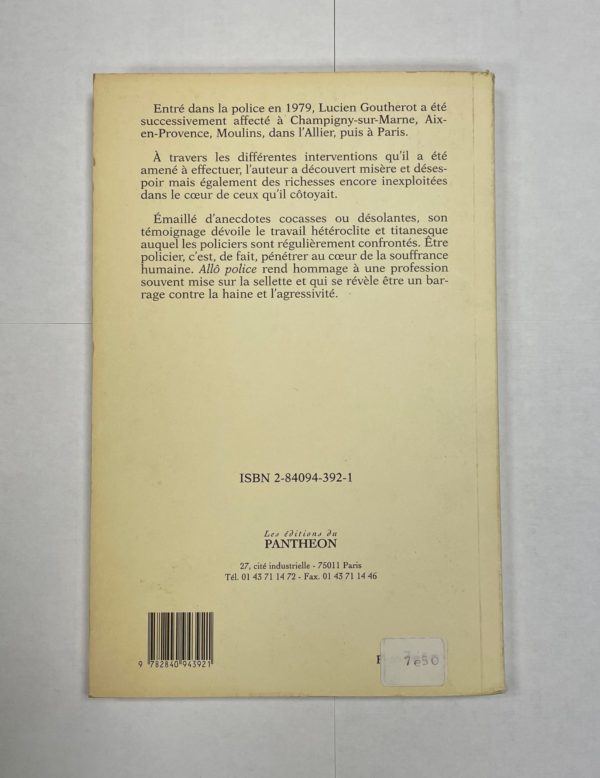 Entré dans la police en 1979, Lucien Goutherot a été
successivement affecté à Champigny-sur-Marne, Aix-
en-Provence, Moulins, dans l'Allier, puis à Paris.
À travers les différentes interventions qu'il a été
amené à effectuer, l'auteur a découvert misère et déses-
poir mais également des richesses encore inexploitées
dans le cœur de ceux qu'il côtoyait.
Émaillé d'anecdotes cocasses ou désolantes, son
témoignage dévoile le travail hétéroclite et titanesque
auquel les policiers sont régulièrement confrontés. Être
policier, c'est, de fait, pénétrer au cœur de la souffrance
humaine. Allô police rend hommage à une profession
souvent mise sur la sellette et qui se révèle être un bar-
rage contre la haine et l'agressivité.
ISBN 2-84094-392-1
Les éditions du
PANTHEON
27, cité industrielle - 75011 Paris
Tél. 01 43 71 14 72 - Fax. 01 43 71 14 46
9 782840 943921
7e50